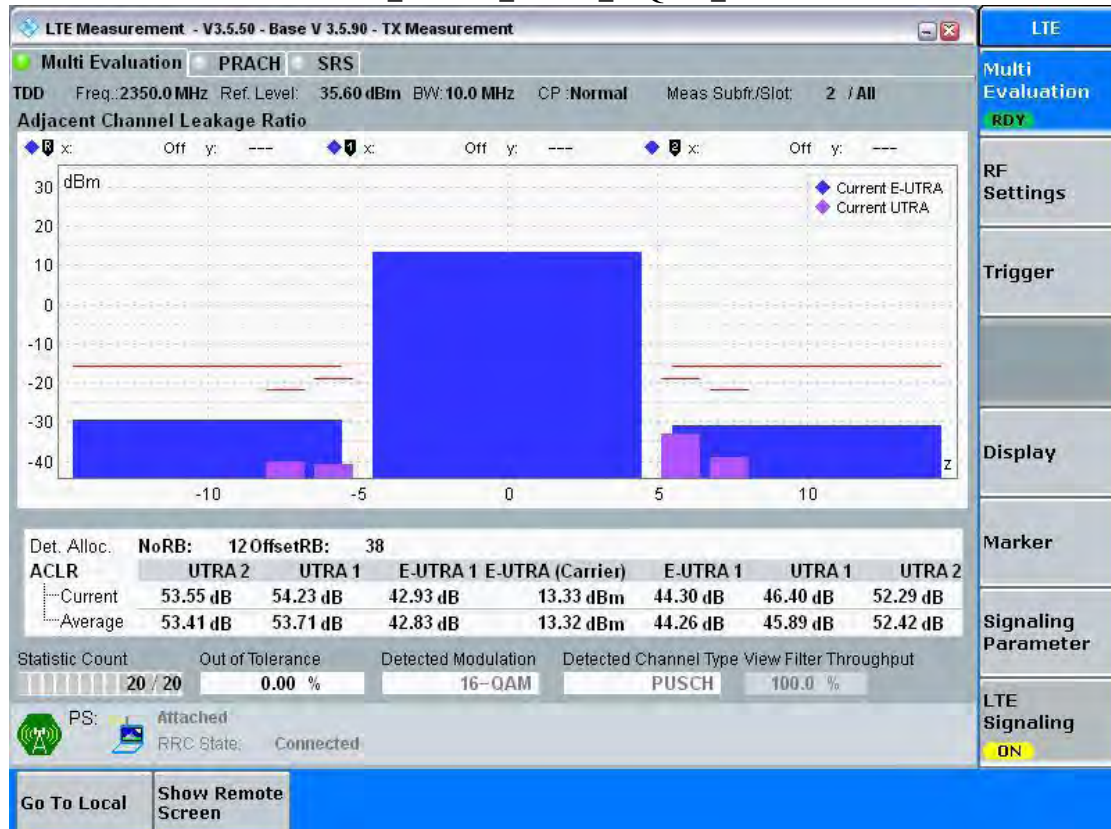 LTE Measurement - V3.5.50 - Base V 3.5.90 - TX Measurement
LTE
Multi Evaluation PRACH SRS
Multi Evaluation
RDY
TDD Freq.:2350.0 MHz Ref. Level: 35.60 dBm BW:10.0 MHz CP :Normal Meas Subfr./Slot: 2 / All
Adjacent Channel Leakage Ratio
R x: Off y: --- 1 x: Off y: --- 2 x: Off y: ---
dBm
Current E-UTRA
Current UTRA
30
20
10
0
-10
-20
-30
-40
z
-10 -5 0 5 10
RF Settings
Trigger
Display
Marker
Signaling Parameter
LTE Signaling
ON
Det. Alloc. NoRB: 12 OffsetRB: 38
ACLR UTRA 2 UTRA 1 E-UTRA 1 E-UTRA (Carrier) E-UTRA 1 UTRA 1 UTRA 2
Current 53.55 dB 54.23 dB 42.93 dB 13.33 dBm 44.30 dB 46.40 dB 52.29 dB
Average 53.41 dB 53.71 dB 42.83 dB 13.32 dBm 44.26 dB 45.89 dB 52.42 dB
Statistic Count Out of Tolerance Detected Modulation Detected Channel Type View Filter Throughput
20 / 20 0.00 % 16-QAM PUSCH 100.0 %
PS: Attached
RRC State: Connected
Go To Local Show Remote Screen